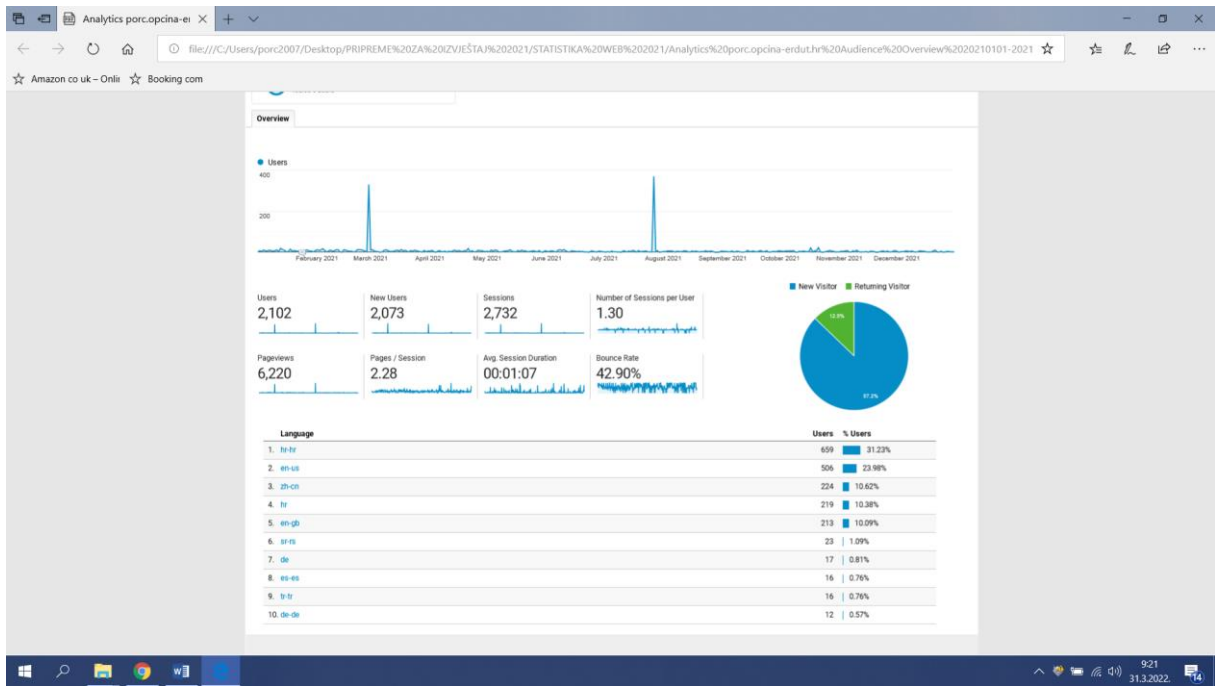 Analytics porc.opcina-er
file:///C:/Users/porc2007/Desktop/PRIPREME%20ZA%20IZVJEŠTAJ%202021/STATISTIKA%20WEB%202021/Analytics%20porc.opcina-erdut.hr%20Audience%20Overview%2020210101-2021
Amazon co uk – Onlin
Booking com
Overview
Users
400
200
February 2021 March 2021 April 2021 May 2021 June 2021 July 2021 August 2021 September 2021 October 2021 November 2021 December 2021
New Visitor Returning Visitor
Users New Users Sessions Number of Sessions per User
2,102 2,073 2,732 1.30
12.8%
Pageviews Pages / Session Avg. Session Duration Bounce Rate
6,220 2.28 00:01:07 42.90%
87.2%
Language Users % Users
1. hr-hr 659 31.23%
2. en-us 506 23.98%
3. zh-cn 224 10.62%
4. hr 219 10.38%
5. en-gb 213 10.09%
6. sr-rs 23 1.09%
7. de 17 0.81%
8. es-es 16 0.76%
9. tr-tr 16 0.76%
10. de-de 12 0.57%
9:21
31.3.2022.
14